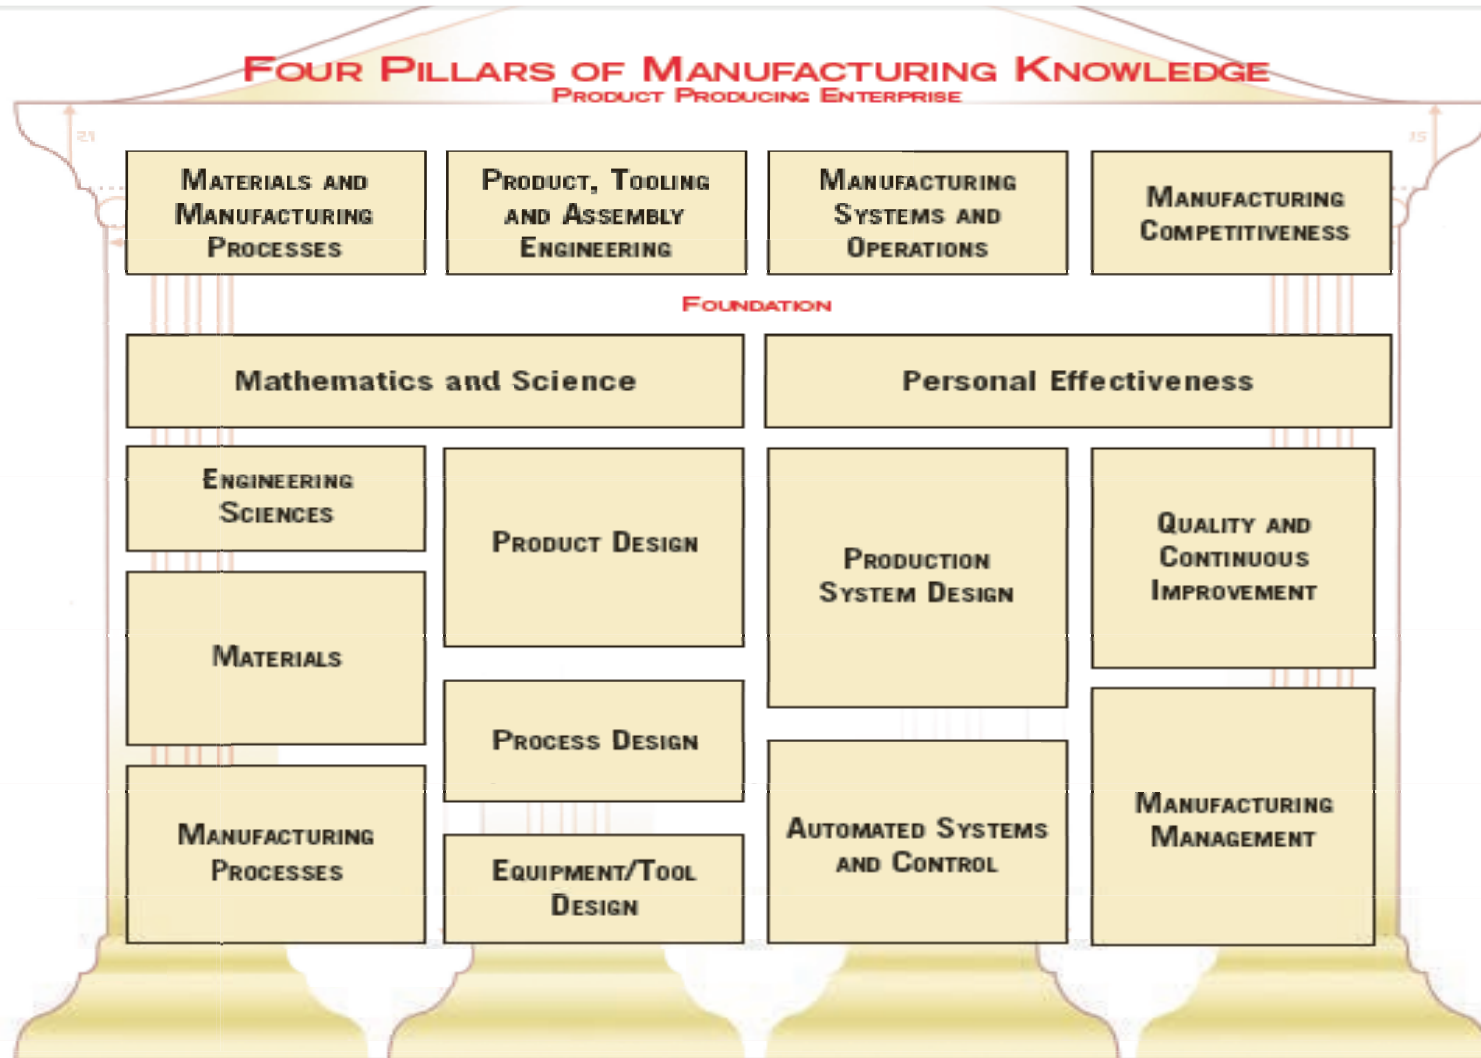 FOUR PILLARS OF MANUFACTURING KNOWLEDGE
PRODUCT PRODUCING ENTERPRISE
21
15
MATERIALS AND
MANUFACTURING
PROCESSES
PRODUCT, TOOLING
AND ASSEMBLY
ENGINEERING
MANUFACTURING
SYSTEMS AND
OPERATIONS
MANUFACTURING
COMPETITIVENESS
FOUNDATION
Mathematics and Science
Personal Effectiveness
ENGINEERING
SCIENCES
MATERIALS
MANUFACTURING
PROCESSES
PRODUCT DESIGN
PROCESS DESIGN
EQUIPMENT/TOOL
DESIGN
PRODUCTION
SYSTEM DESIGN
AUTOMATED SYSTEMS
AND CONTROL
QUALITY AND
CONTINUOUS
IMPROVEMENT
MANUFACTURING
MANAGEMENT